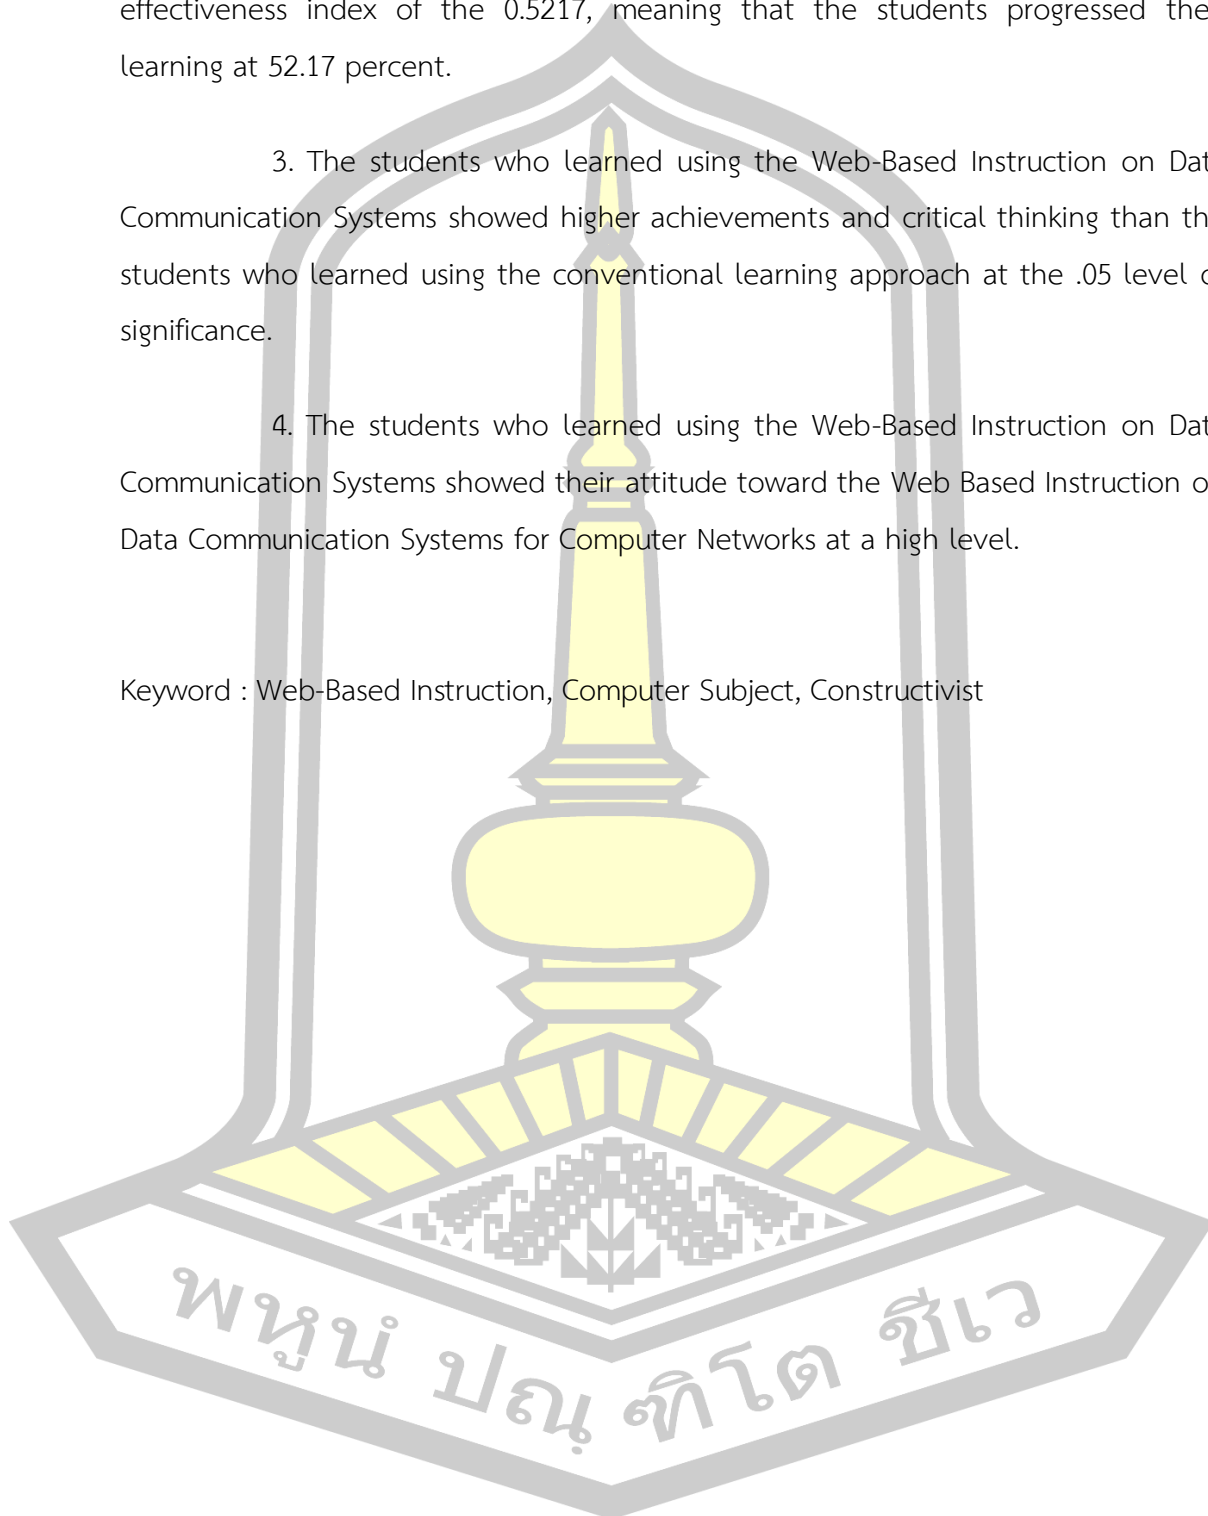 effectiveness index of the 0.5217, meaning that the students progressed the
learning at 52.17 percent.
3. The students who learned using the Web-Based Instruction on Dat
Communication Systems showed higher achievements and critical thinking than th
students who learned using the conventional learning approach at the .05 level o
significance.
4. The students who learned using the Web-Based Instruction on Dat
Communication Systems showed their attitude toward the Web Based Instruction o
Data Communication Systems for Computer Networks at a high level.
Keyword : Web-Based Instruction, Computer Subject, Constructivist
พหูนํ ปณฺฑิโต ชีเว